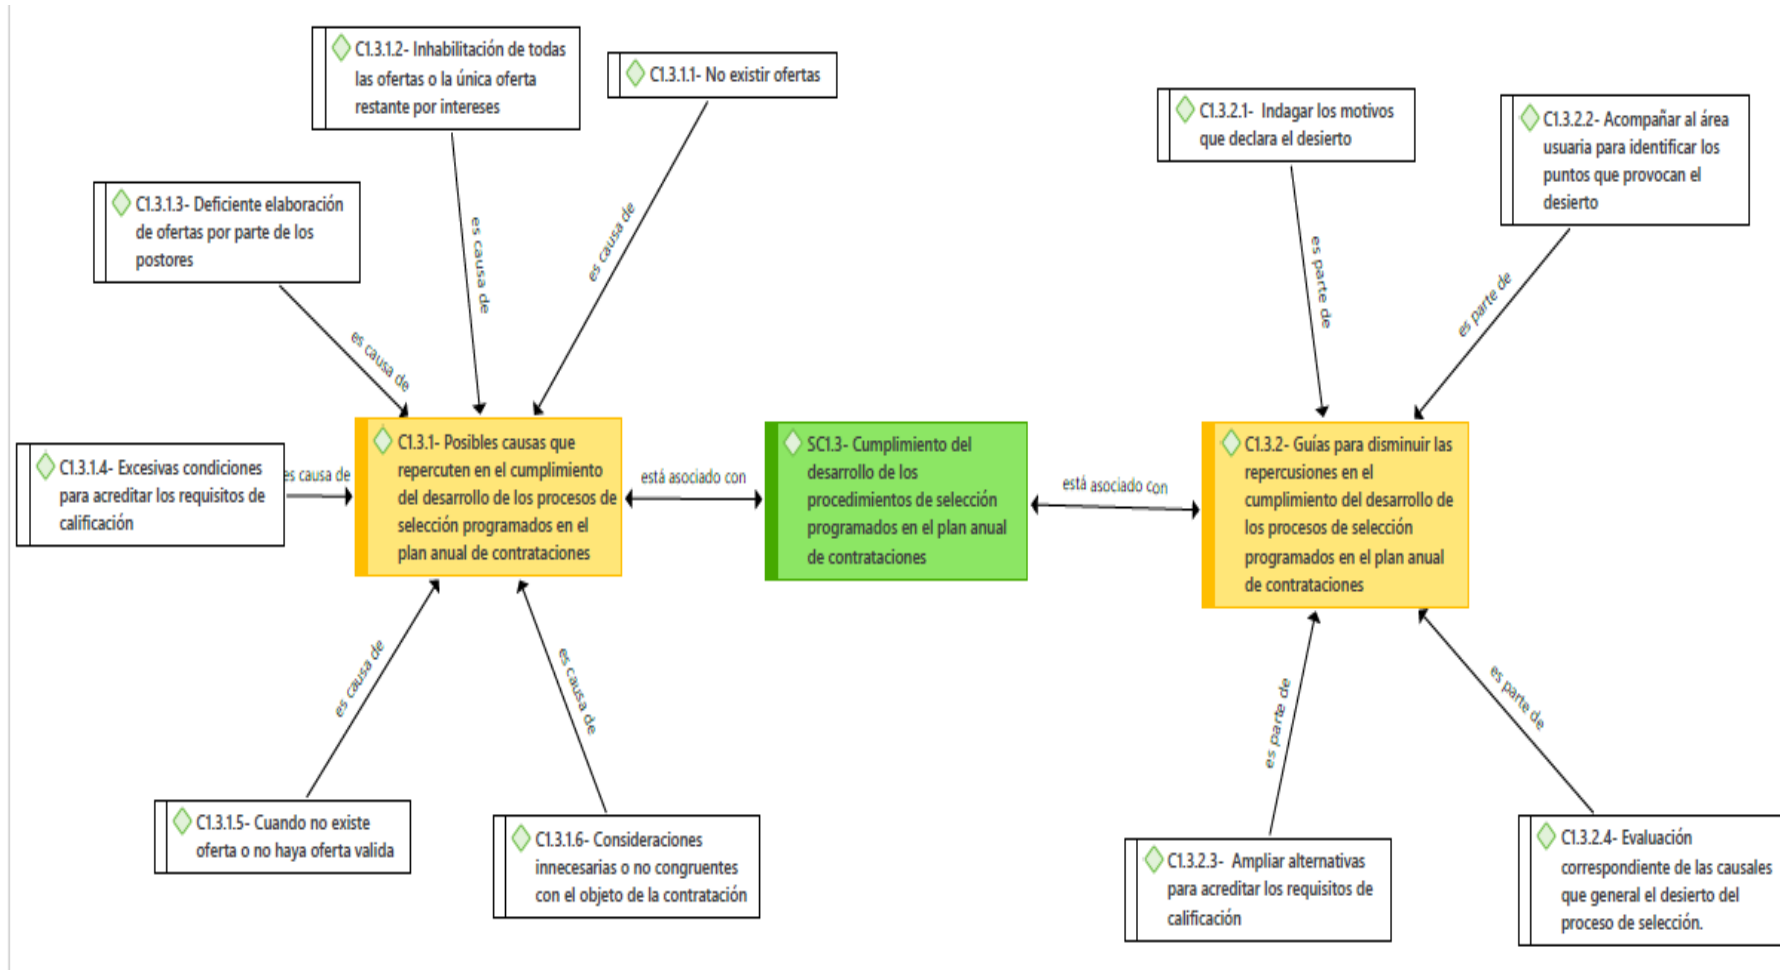 C1.3.1.2- Inhabilitación de todas
las ofertas o la única oferta
restante por intereses
C1.3.1.1- No existir ofertas
C1.3.2.1-  Indagar los motivos
que declara el desierto
C1.3.2.2- Acompañar al área
usuaria para identificar los
puntos que provocan el
desierto
C1.3.1.3- Deficiente elaboración
de ofertas por parte de los
postores
es causa de
es causa de
es causa de
es parte de
es parte de
C1.3.1.4- Excesivas condiciones
para acreditar los requisitos de
calificación
es causa de
C1.3.1- Posibles causas que
repercuten en el cumplimiento
del desarrollo de los procesos de
selección programados en el
plan anual de contrataciones
está asociado con
SC1.3- Cumplimiento del
desarrollo de los
procedimientos de selección
programados en el plan anual
de contrataciones
está asociado con
C1.3.2- Guías para disminuir las
repercusiones en el
cumplimiento del desarrollo de
los procesos de selección
programados en el plan anual
de contrataciones
es causa de
es causa de
es parte de
es parte de
C1.3.1.5- Cuando no existe
oferta o no haya oferta valida
C1.3.1.6- Consideraciones
innecesarias o no congruentes
con el objeto de la contratación
C1.3.2.3-  Ampliar alternativas
para acreditar los requisitos de
calificación
C1.3.2.4- Evaluación
correspondiente de las causales
que general el desierto del
proceso de selección.